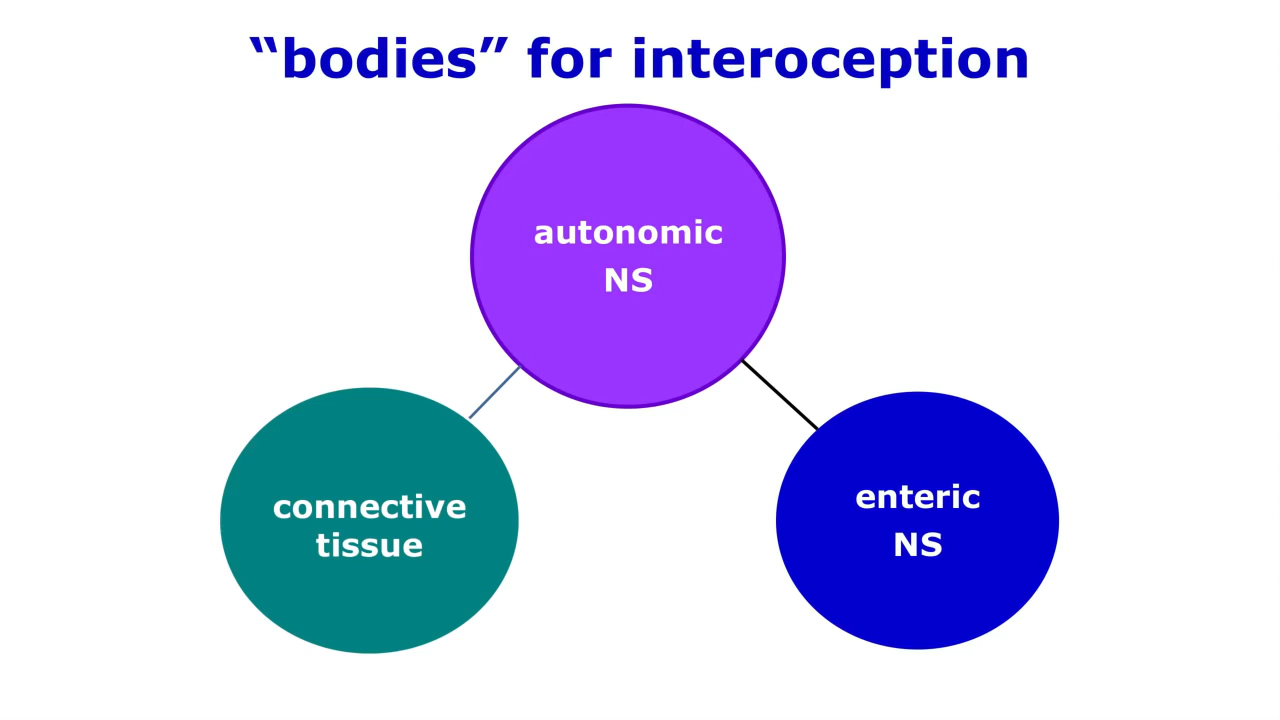 “bodies” for interoception
autonomic
NS
connective
tissue
enteric
NS